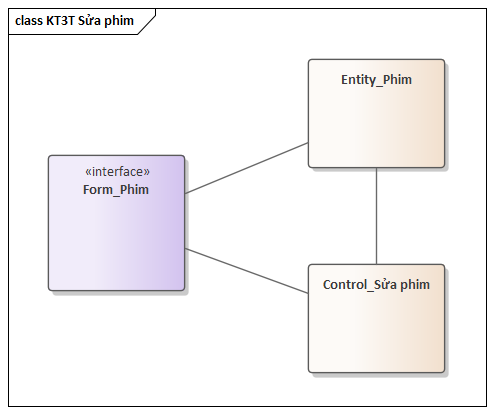 class KT3T Sửa phim
Entity_Phim
«interface»
Form_Phim
Control_Sửa phim